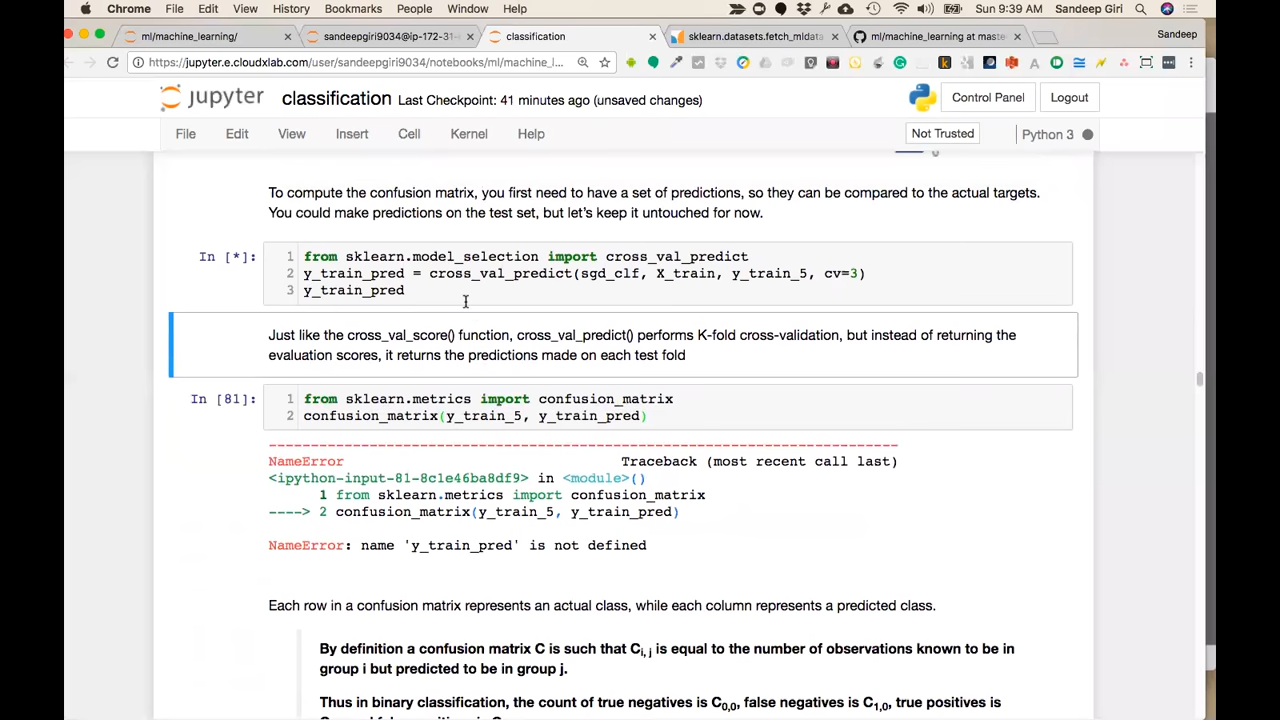 Chrome File Edit View History Bookmarks People Window Help Sun 9:39 AM Sandeep Giri
ml/machine_learning/ sandeepgiri9034@ip-172-31- classification sklearn.datasets.fetch_mldata ml/machine_learning at maste Sandeep
https://jupyter.e.cloudxlab.com/user/sandeepgiri9034/notebooks/ml/machine_l...
jupyter classification Last Checkpoint: 41 minutes ago (unsaved changes) Control Panel Logout
File Edit View Insert Cell Kernel Help Not Trusted Python 3
To compute the confusion matrix, you first need to have a set of predictions, so they can be compared to the actual targets.
You could make predictions on the test set, but let’s keep it untouched for now.
In [*]: 1 from sklearn.model_selection import cross_val_predict
2 y_train_pred = cross_val_predict(sgd_clf, X_train, y_train_5, cv=3)
3 y_train_pred
Just like the cross_val_score() function, cross_val_predict() performs K-fold cross-validation, but instead of returning the
evaluation scores, it returns the predictions made on each test fold
In [81]: 1 from sklearn.metrics import confusion_matrix
2 confusion_matrix(y_train_5, y_train_pred)
---------------------------------------------------------------------------
NameError Traceback (most recent call last)
<ipython-input-81-8c1e46ba8df9> in <module>()
1 from sklearn.metrics import confusion_matrix
----> 2 confusion_matrix(y_train_5, y_train_pred)
NameError: name 'y_train_pred' is not defined
Each row in a confusion matrix represents an actual class, while each column represents a predicted class.
By definition a confusion matrix C is such that Ci, j is equal to the number of observations known to be in
group i but predicted to be in group j.
Thus in binary classification, the count of true negatives is C0,0, false negatives is C1,0, true positives is